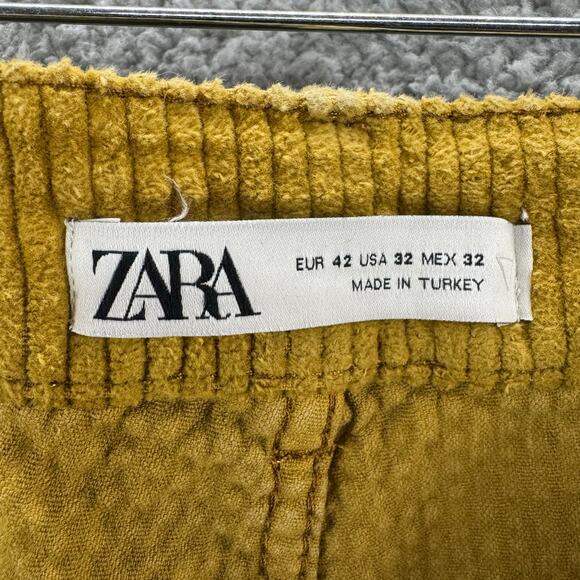 ZARA
EUR 42 USA 32 MEX 32
MADE IN TURKEY